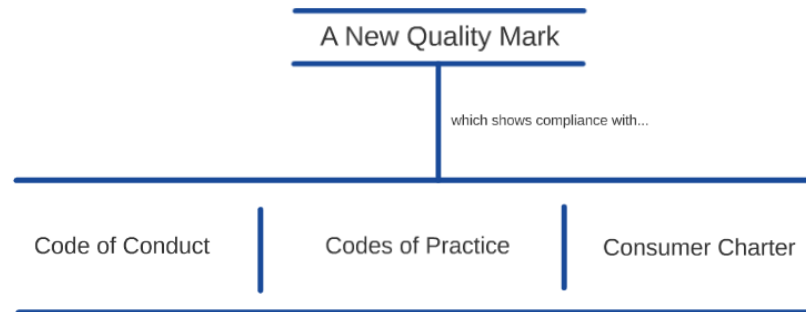 A New Quality Mark
which shows compliance with...
Code of Conduct
Codes of Practice
Consumer Charter